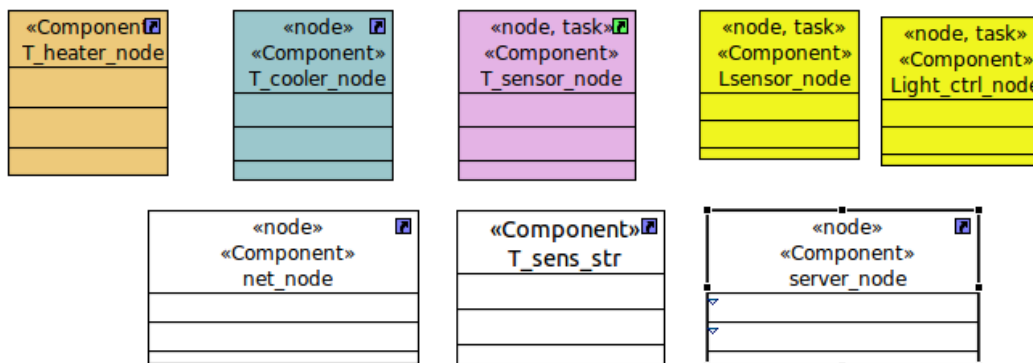 «Component
T_heater_node
«node»
«Component»
T_cooler_node
«node, task»
«Component»
T_sensor_node
«node, task»
«Component»
Lsensor_node
«node, task»
«Component»
Light_ctrl_node
«node»
«Component»
net_node
«Component»
T_sens_str
«node»
«Component»
server_node